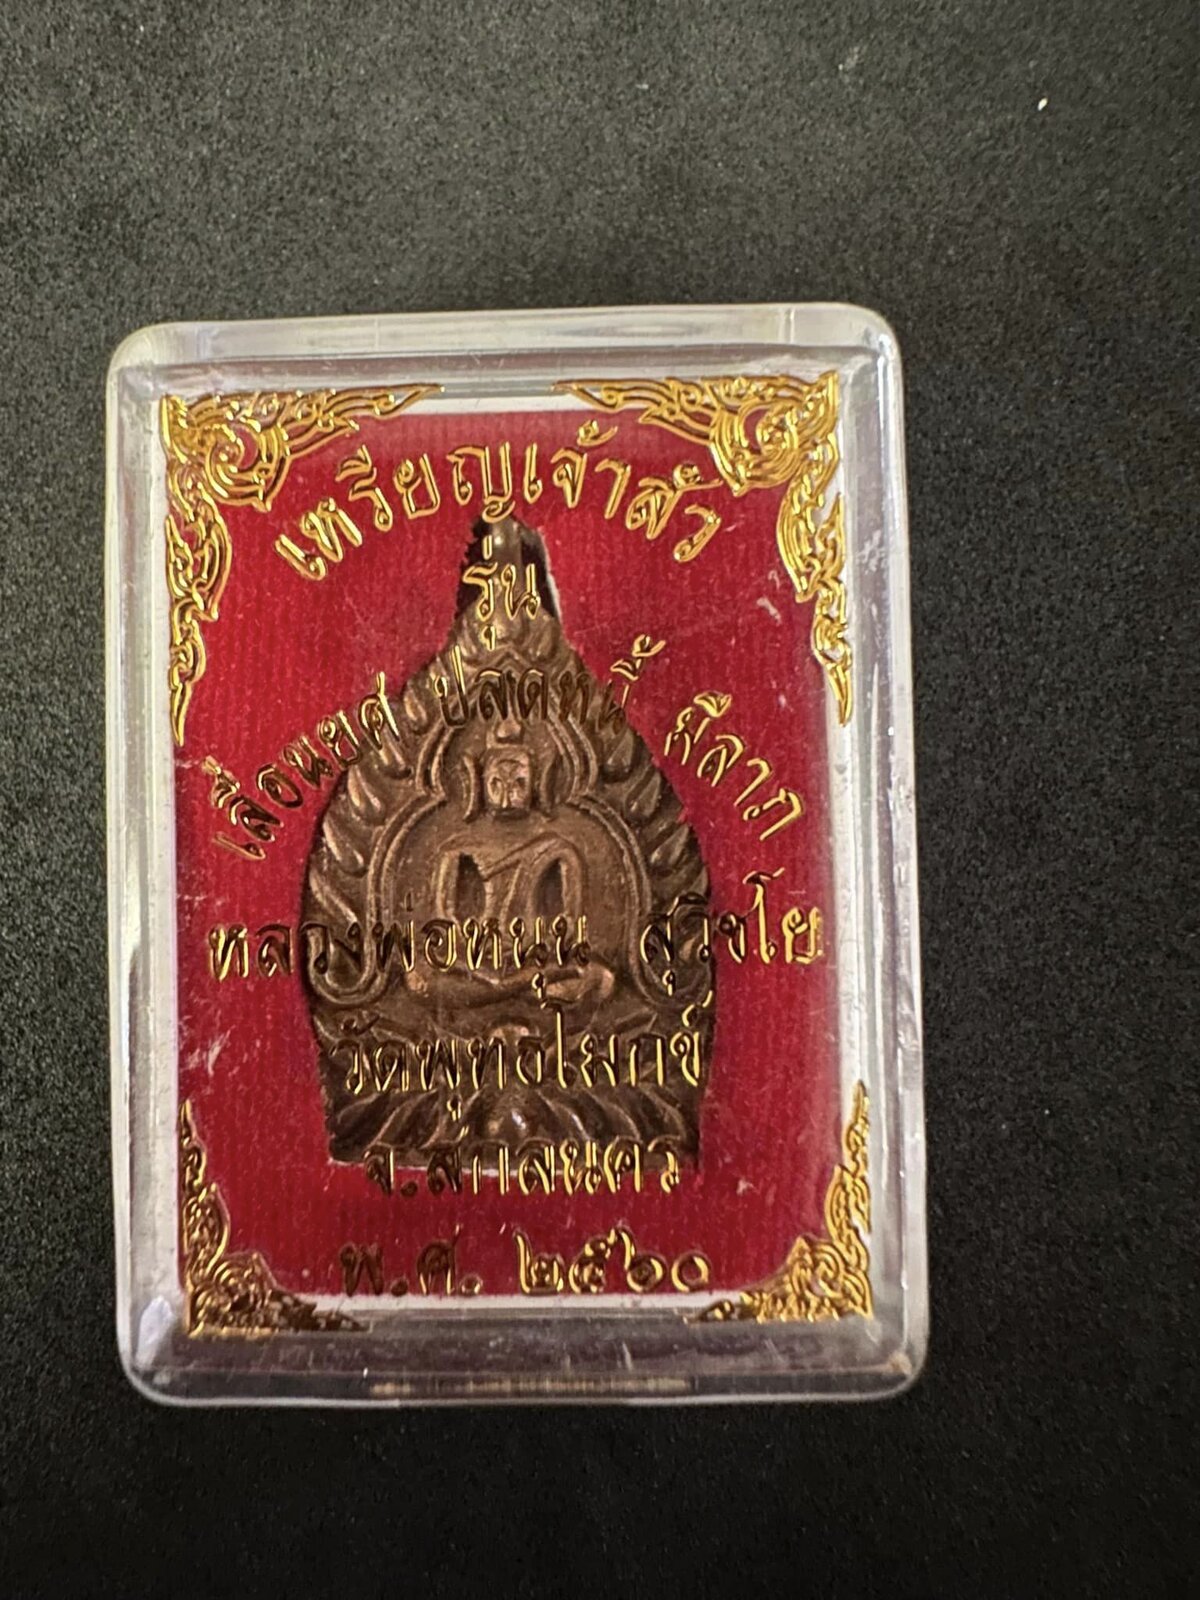 เหรียญเจ้าสัว
รุ่น
เลื่อนยศ ปลดหนี้ มีลาภ
หลวงพ่อหนุน สุวิชโย
วัดพุทธโมกข์
จ.สกลนคร
พ.ศ. ๒๕๖๐